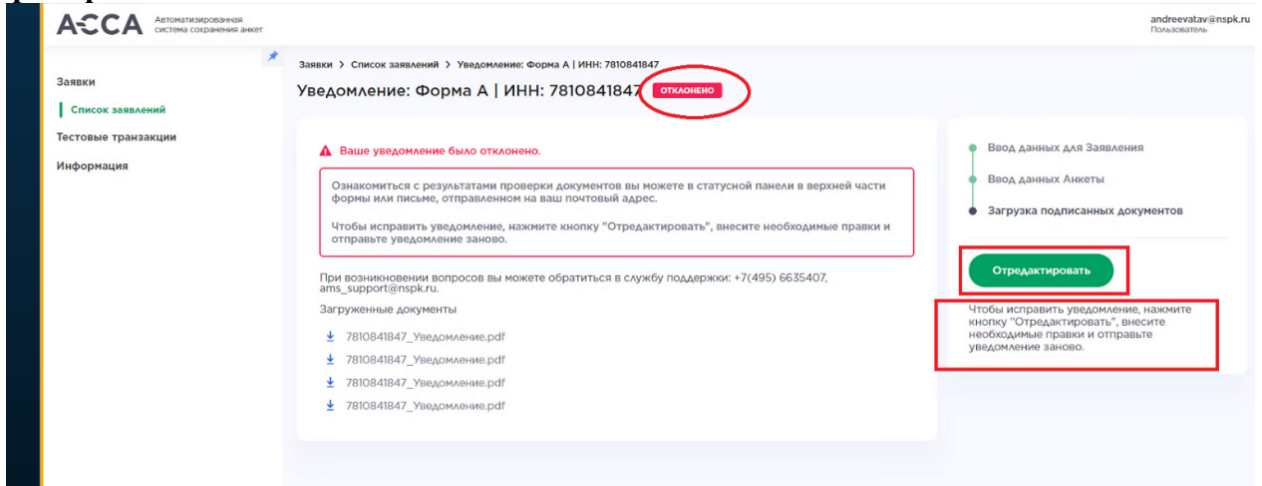 АССА
Автоматизированная
система сохранения анкет
andreevatav@nspk.ru
Пользователь
Заявки
Список заявлений
Тестовые транзакции
Информация
Заявки > Список заявлений > Уведомление: Форма А | ИНН: 7810841847
Уведомление: Форма А | ИНН: 7810841847 ОТКЛОНЕНО
Ваше уведомление было отклонено.
Ознакомиться с результатами проверки документов вы можете в статусной панели в верхней части
формы или письме, отправленном на ваш почтовый адрес.
Чтобы исправить уведомление, нажмите кнопку "Отредактировать", внесите необходимые правки и
отправьте уведомление заново.
При возникновении вопросов вы можете обратиться в службу поддержки: +7(495) 6635407,
ams_support@nspk.ru.
Загруженные документы
7810841847_Уведомление.pdf
7810841847_Уведомление.pdf
7810841847_Уведомление.pdf
7810841847_Уведомление.pdf
Ввод данных для Заявления
Ввод данных Анкеты
Загрузка подписанных документов
Отредактировать
Чтобы исправить уведомление, нажмите
кнопку "Отредактировать", внесите
необходимые правки и отправьте
уведомление заново.